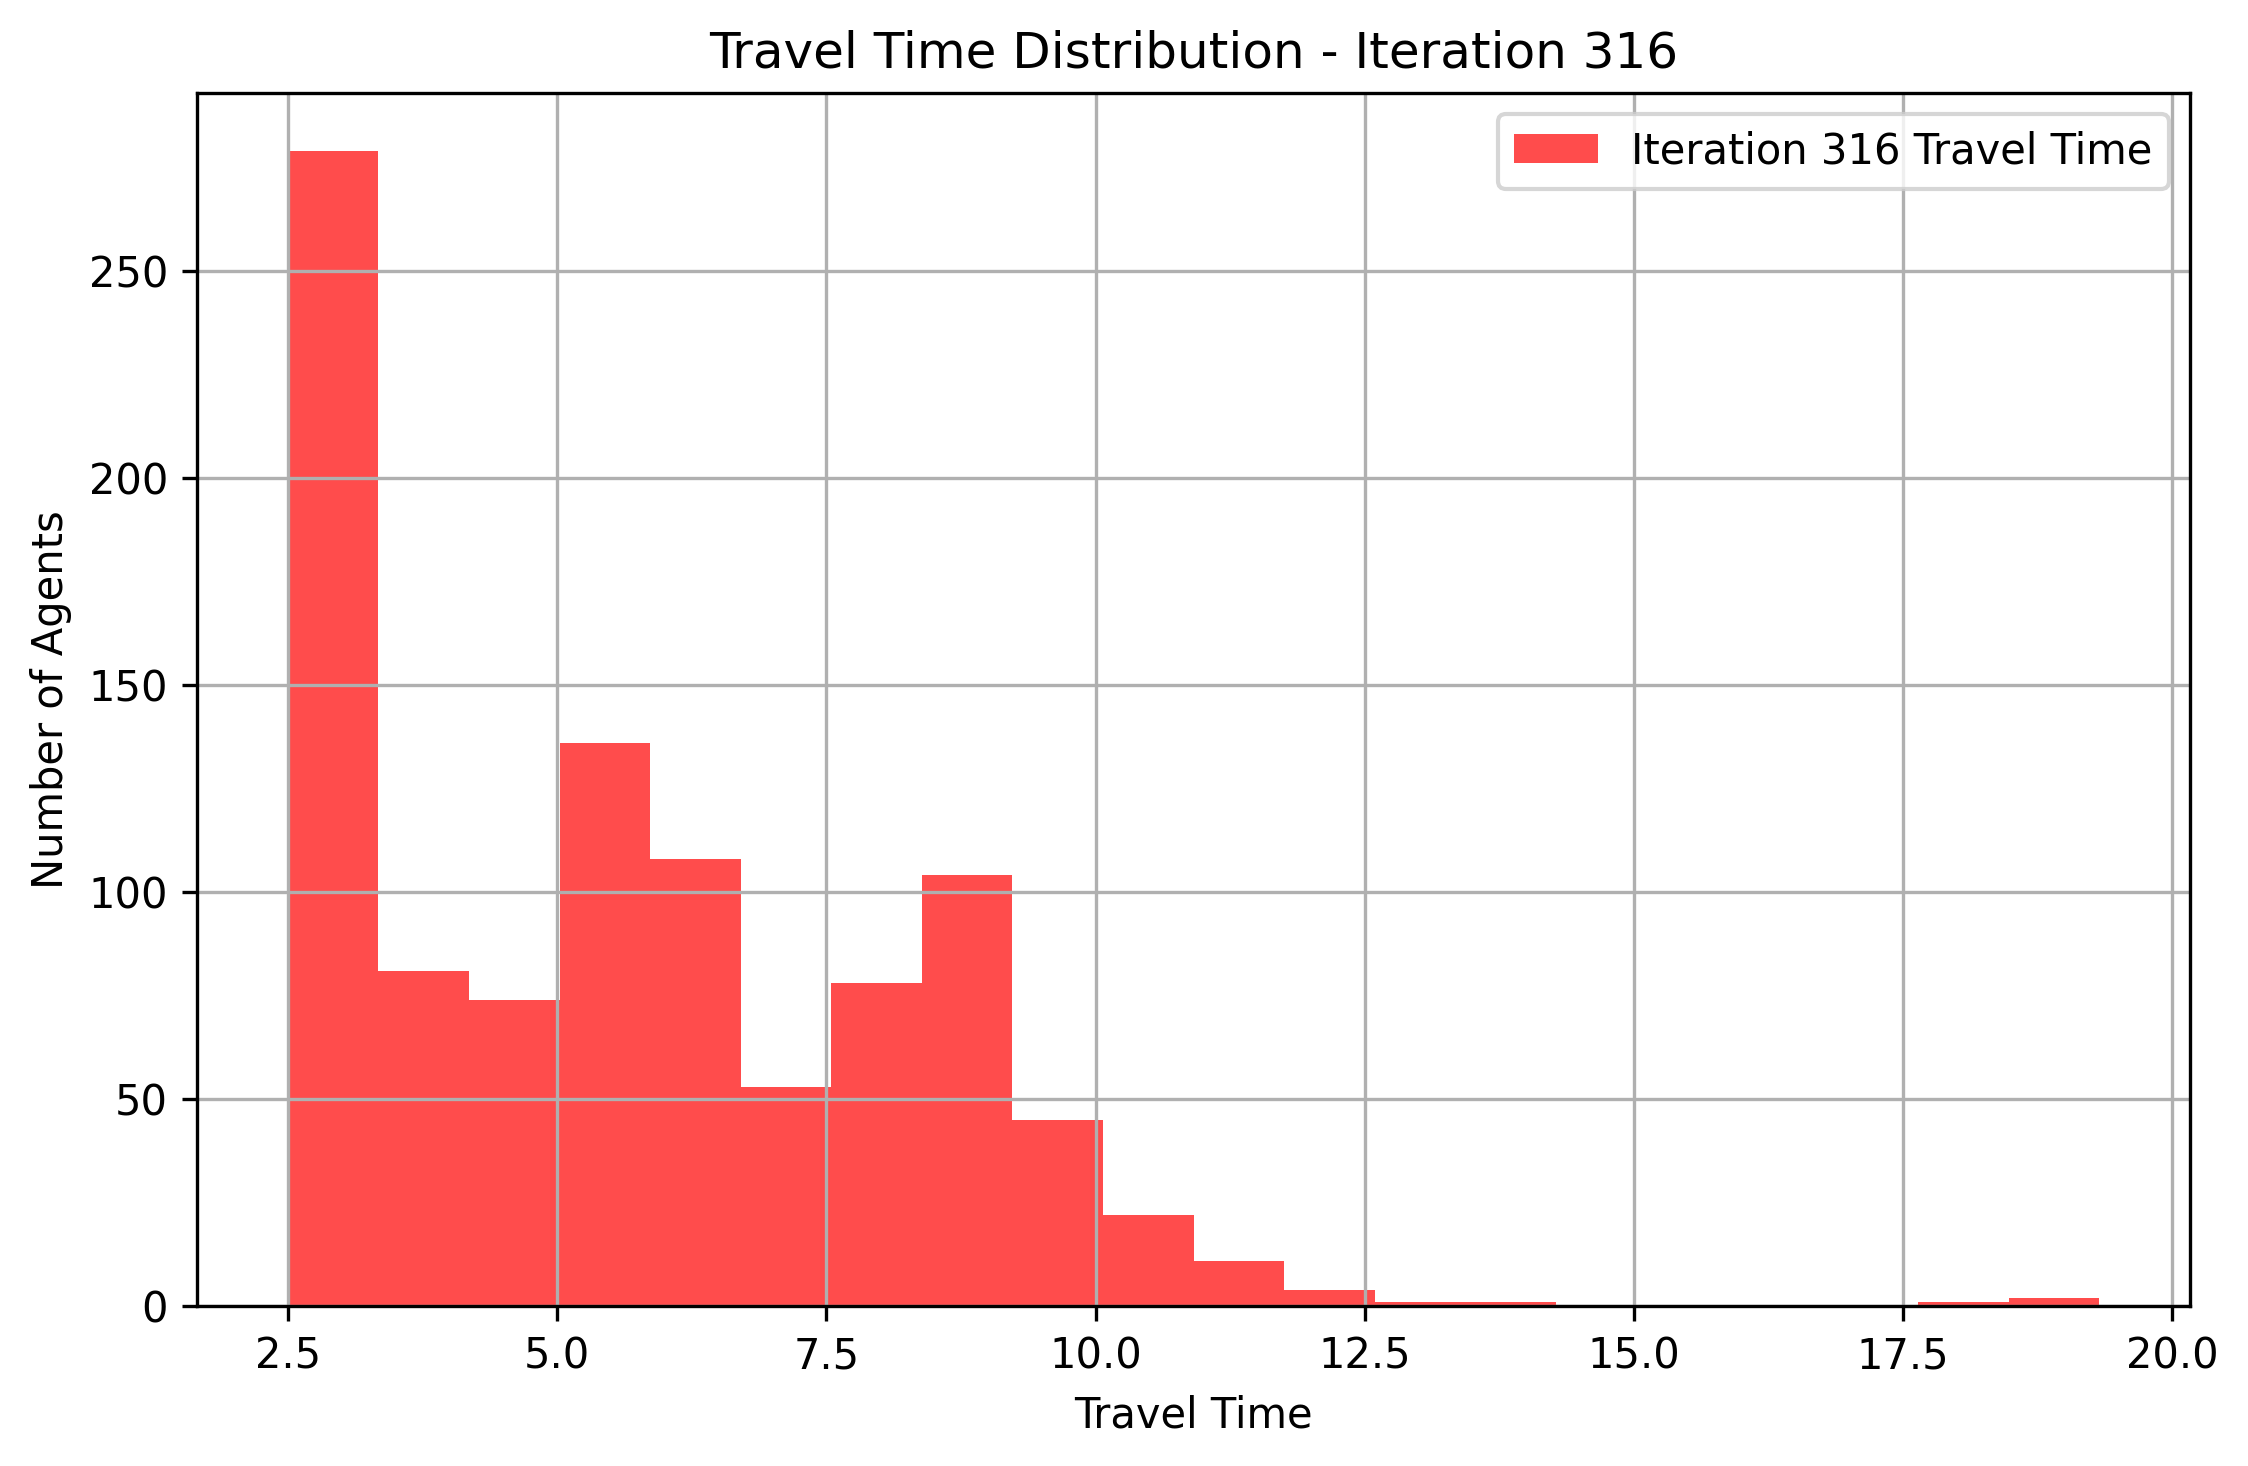 Travel Time Distribution - Iteration 316
Iteration 316 Travel Time
Number of Agents
250
200
150
100
50
0
2.5 5.0 7.5 10.0 12.5 15.0 17.5 20.0
Travel Time